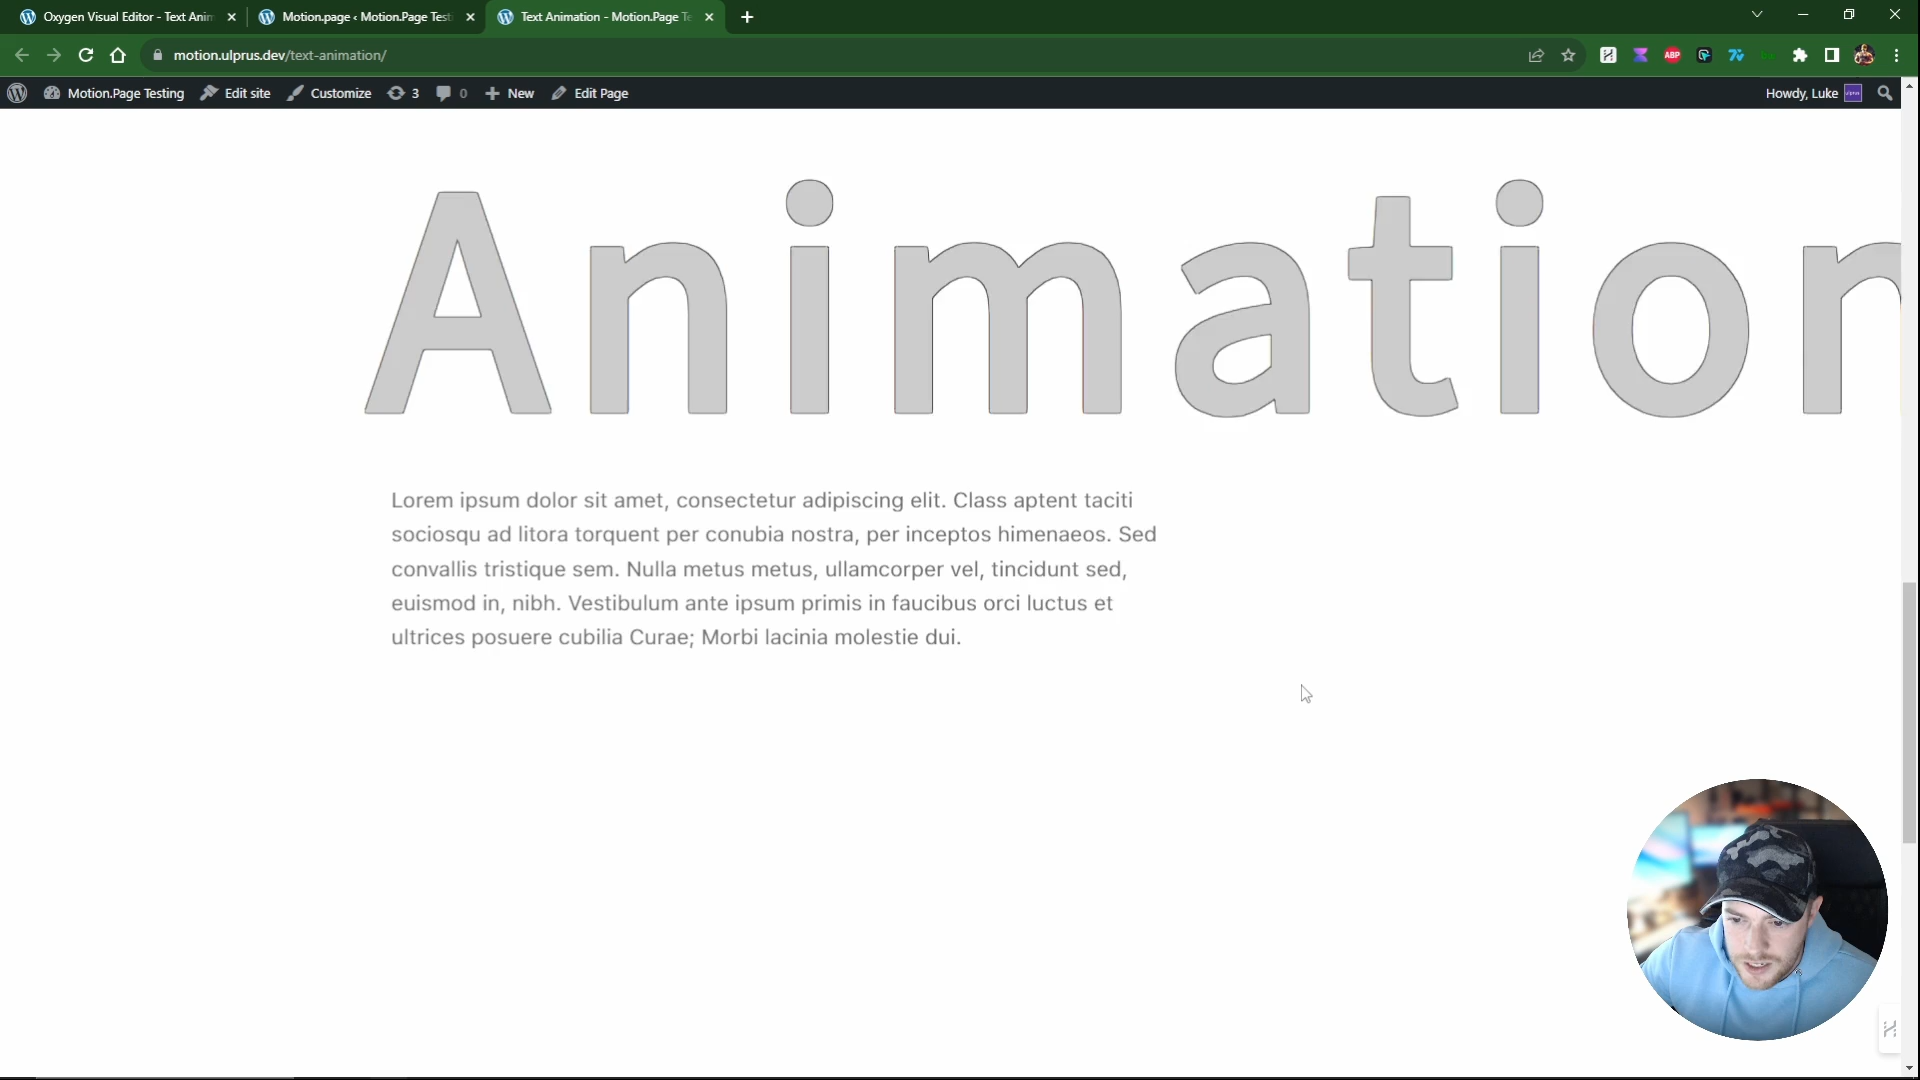 Oxygen Visual Editor - Text Anim
Motion.page ‹ Motion.Page Test
Text Animation - Motion.Page Te
motion.ulprus.dev/text-animation/
ABP
Motion.Page Testing
Edit site
Customize
3
0
New
Edit Page
Howdy, Luke
Animation
Lorem ipsum dolor sit amet, consectetur adipiscing elit. Class aptent taciti
sociosqu ad litora torquent per conubia nostra, per inceptos himenaeos. Sed
convallis tristique sem. Nulla metus metus, ullamcorper vel, tincidunt sed,
euismod in, nibh. Vestibulum ante ipsum primis in faucibus orci luctus et
ultrices posuere cubilia Curae; Morbi lacinia molestie dui.